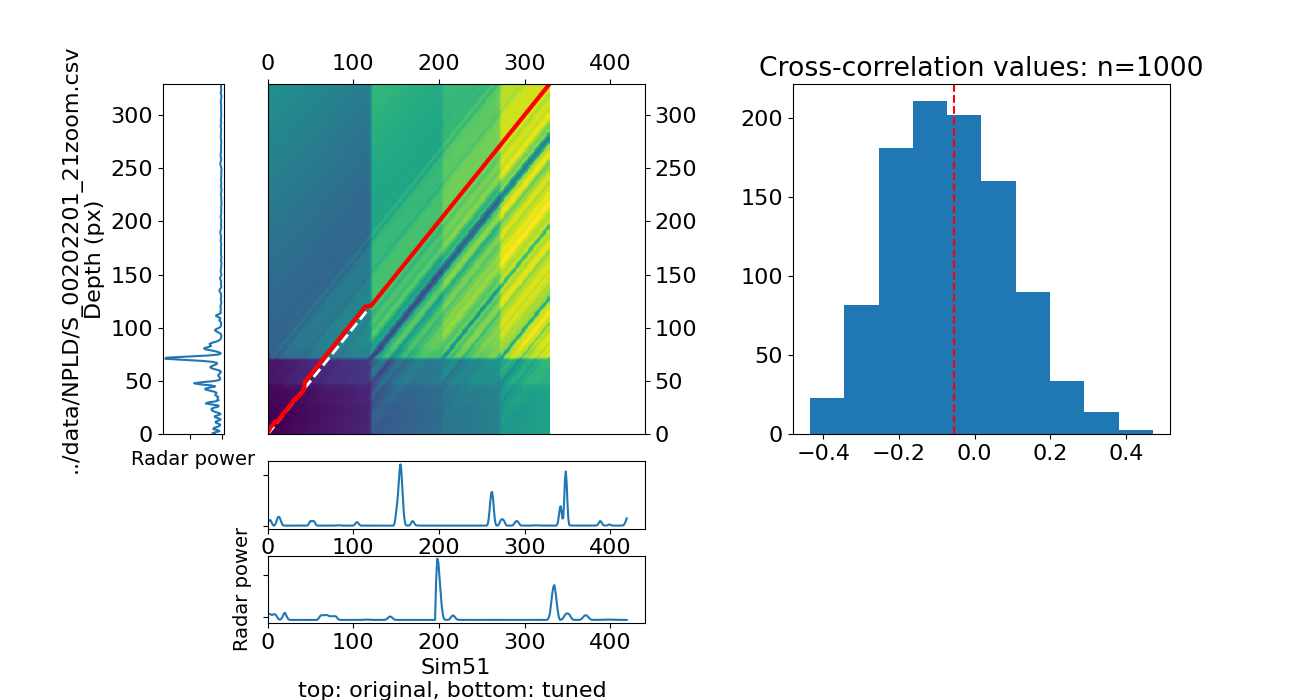 0 100 200 300 400
Cross-correlation values: n=1000
../data/NPLD/S_00202201_21zoom.csv
Depth (px)
300
250
200
150
100
50
0
300
250
200
150
100
50
0
200
150
100
50
0
−0.4 −0.2 0.0 0.2 0.4
Radar power
0 100 200 300 400
Radar power
0 100 200 300 400
Sim51
top: original, bottom: tuned